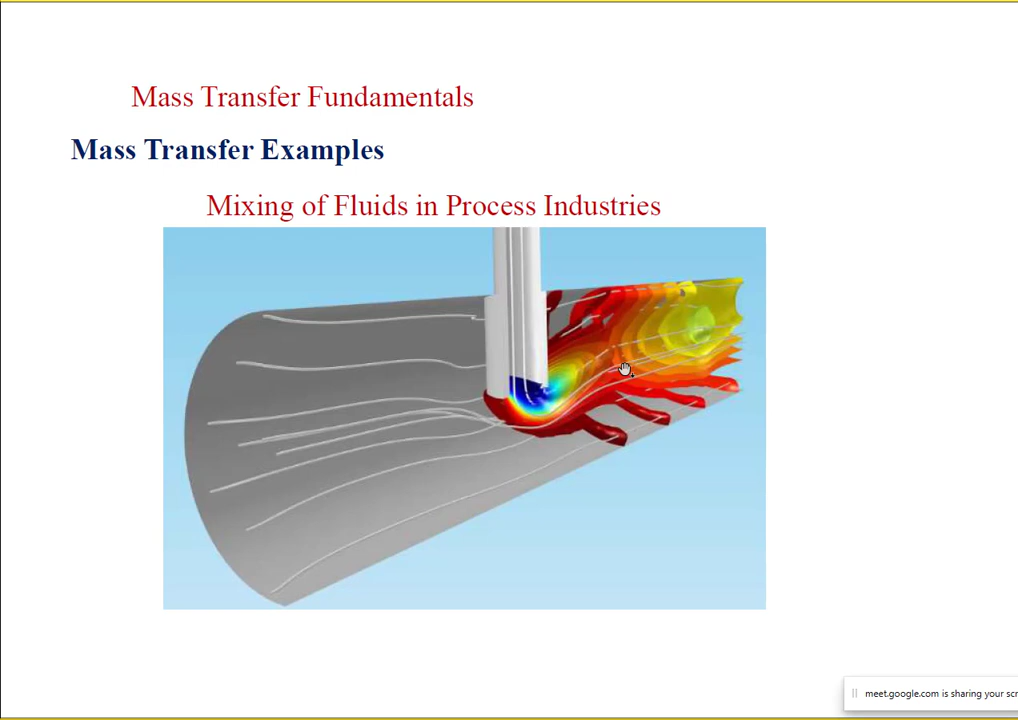 Mass Transfer Fundamentals
Mass Transfer Examples
Mixing of Fluids in Process Industries
meet.google.com is sharing your scr